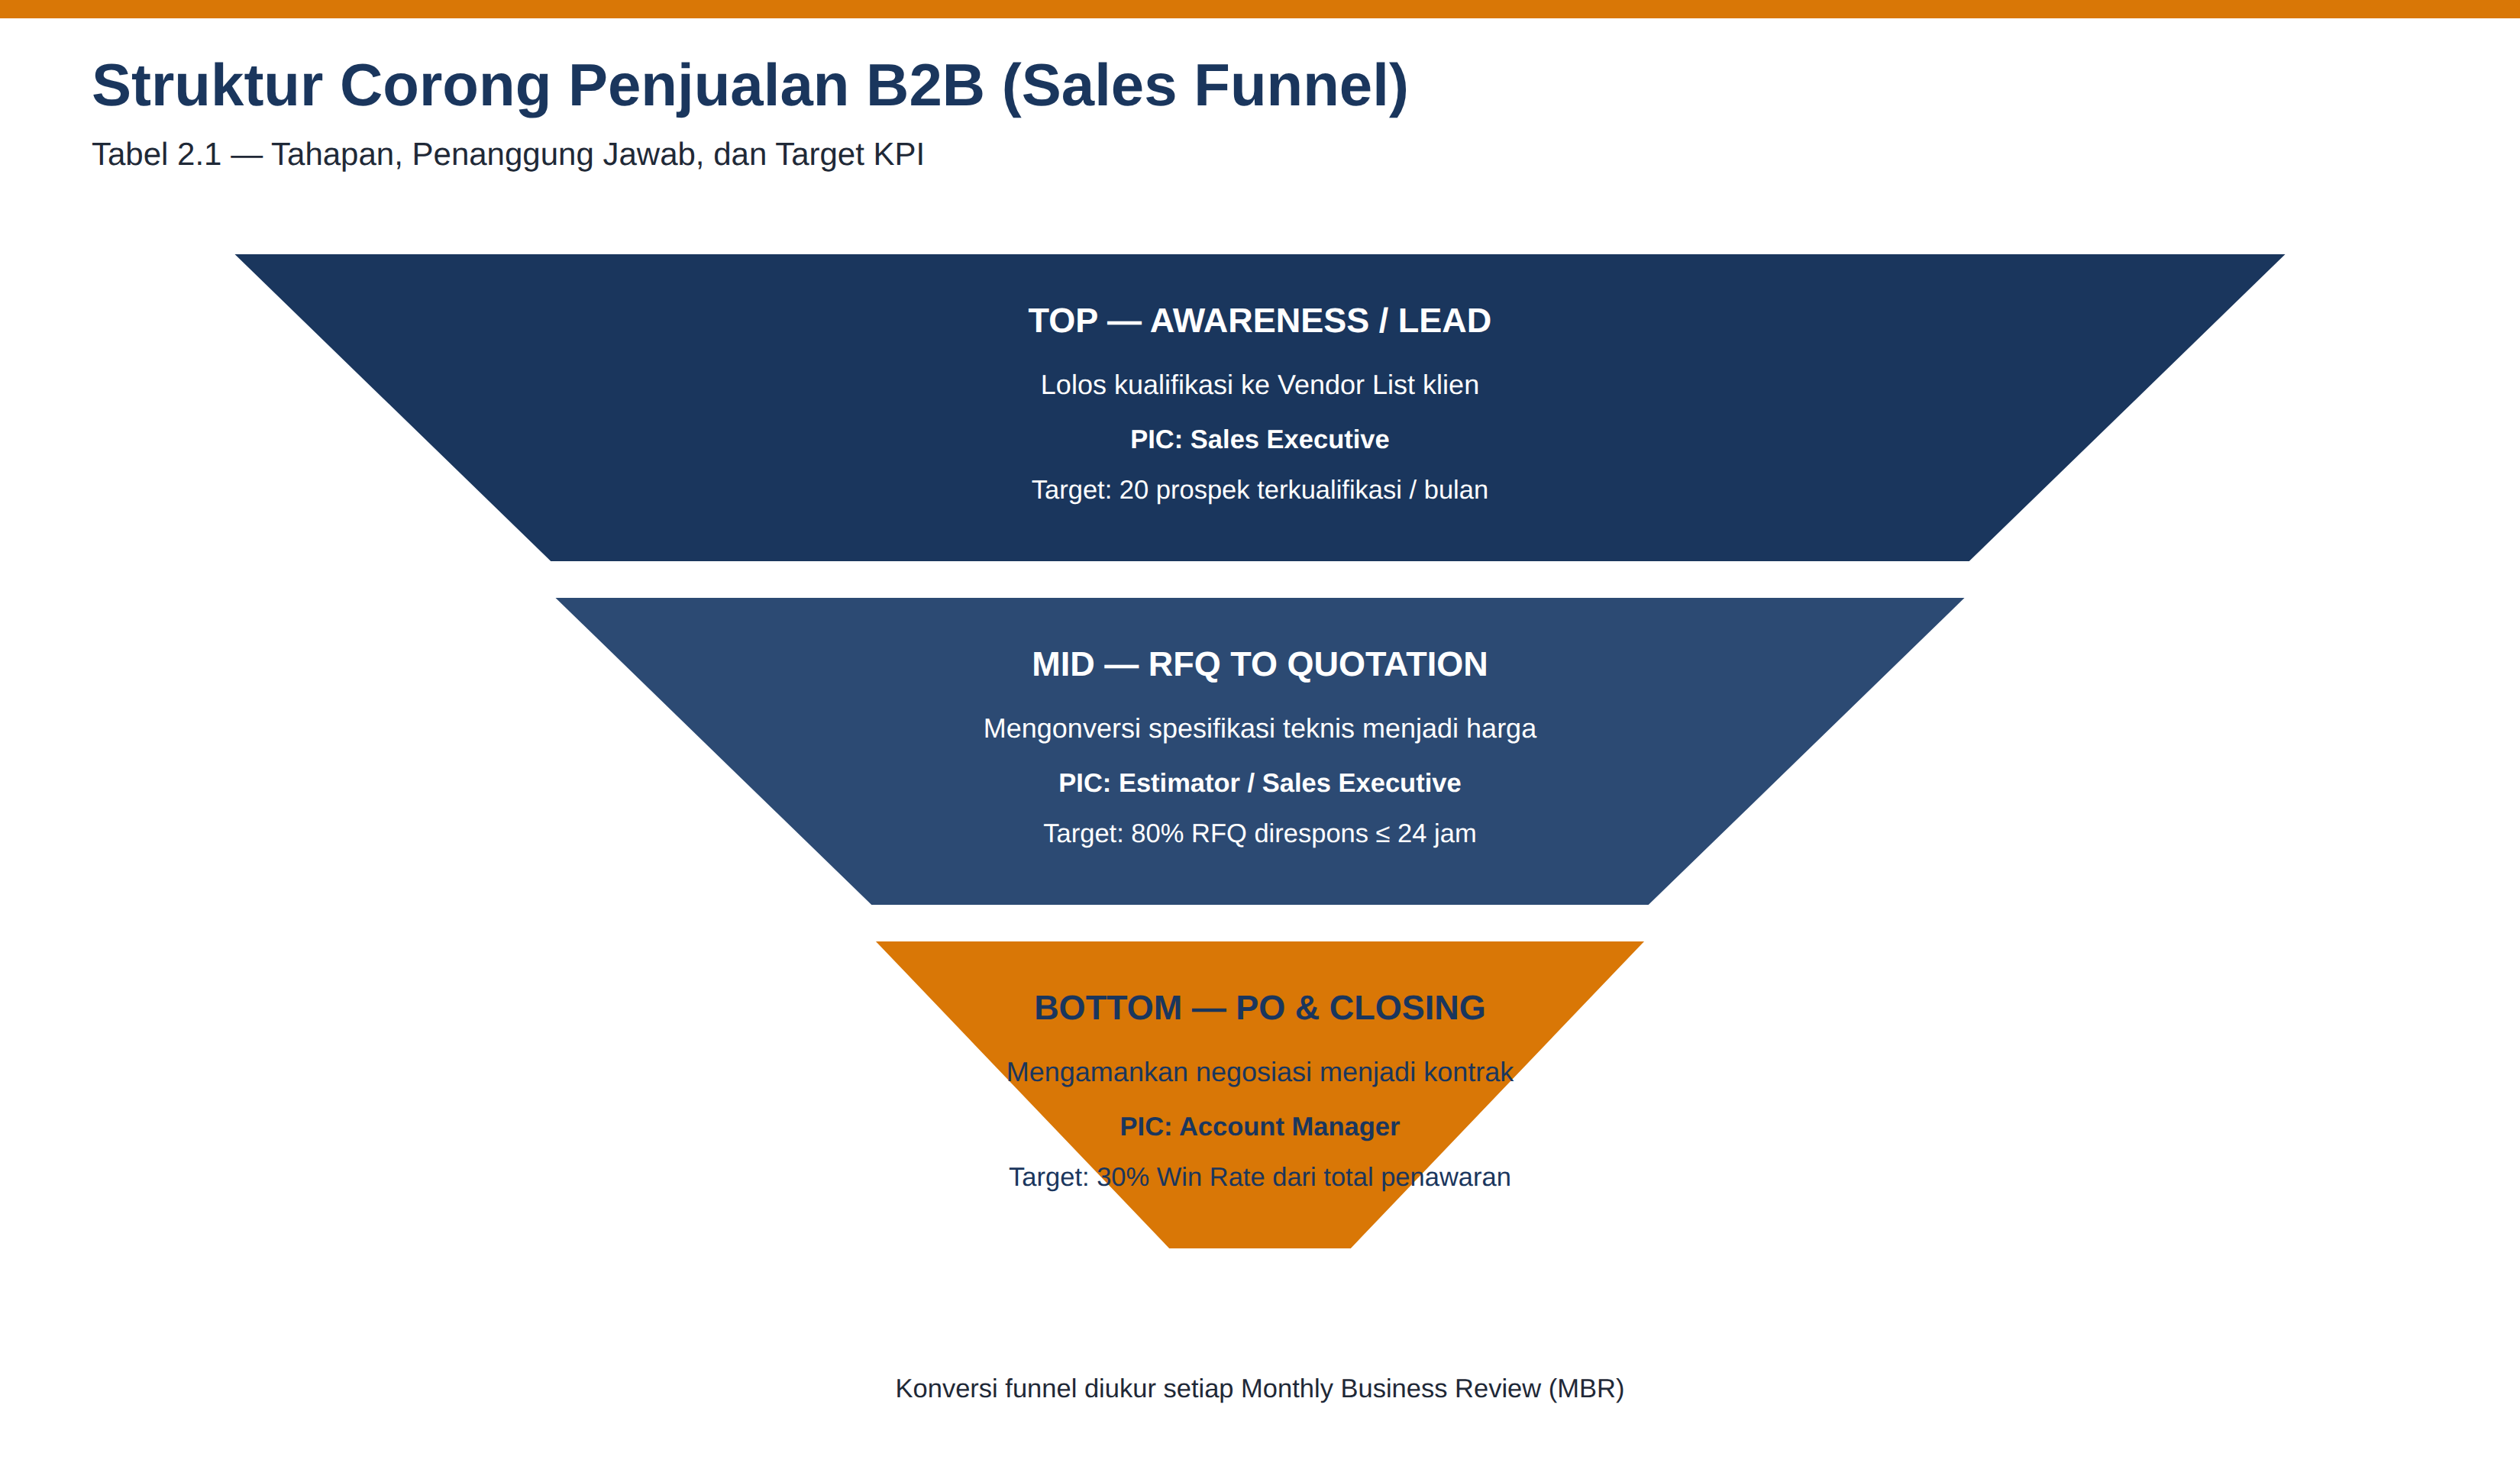 Struktur Corong Penjualan B2B (Sales Funnel)
Tabel 2.1 — Tahapan, Penanggung Jawab, dan Target KPI
TOP — AWARENESS / LEAD
Lolos kualifikasi ke Vendor List klien
PIC: Sales Executive
Target: 20 prospek terkualifikasi / bulan
MID — RFQ TO QUOTATION
Mengonversi spesifikasi teknis menjadi harga
PIC: Estimator / Sales Executive
Target: 80% RFQ direspons ≤ 24 jam
BOTTOM — PO & CLOSING
Mengamankan negosiasi menjadi kontrak
PIC: Account Manager
Target: 30% Win Rate dari total penawaran
Konversi funnel diukur setiap Monthly Business Review (MBR)